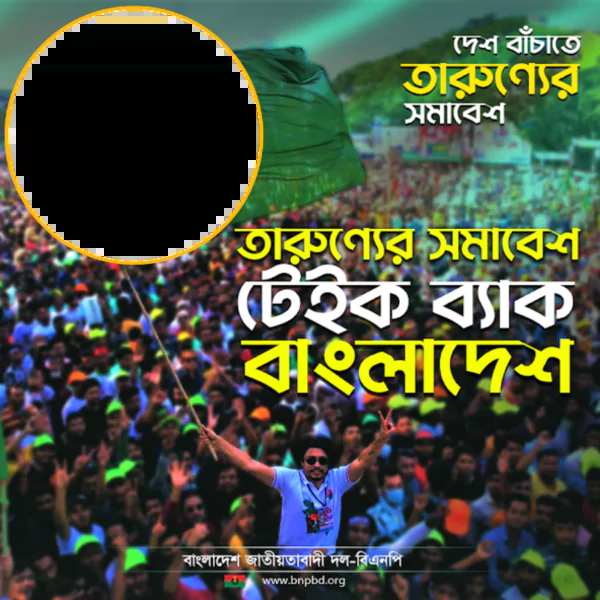 দেশ বাঁচাতে
তারুণ্যের
সমাবেশ
তারুণ্যের সমাবেশ
টেইক ব্যাক
বাংলাদেশ
বাংলাদেশ জাতীয়তাবাদী দল-বিএনপি
www.bnpbd.org